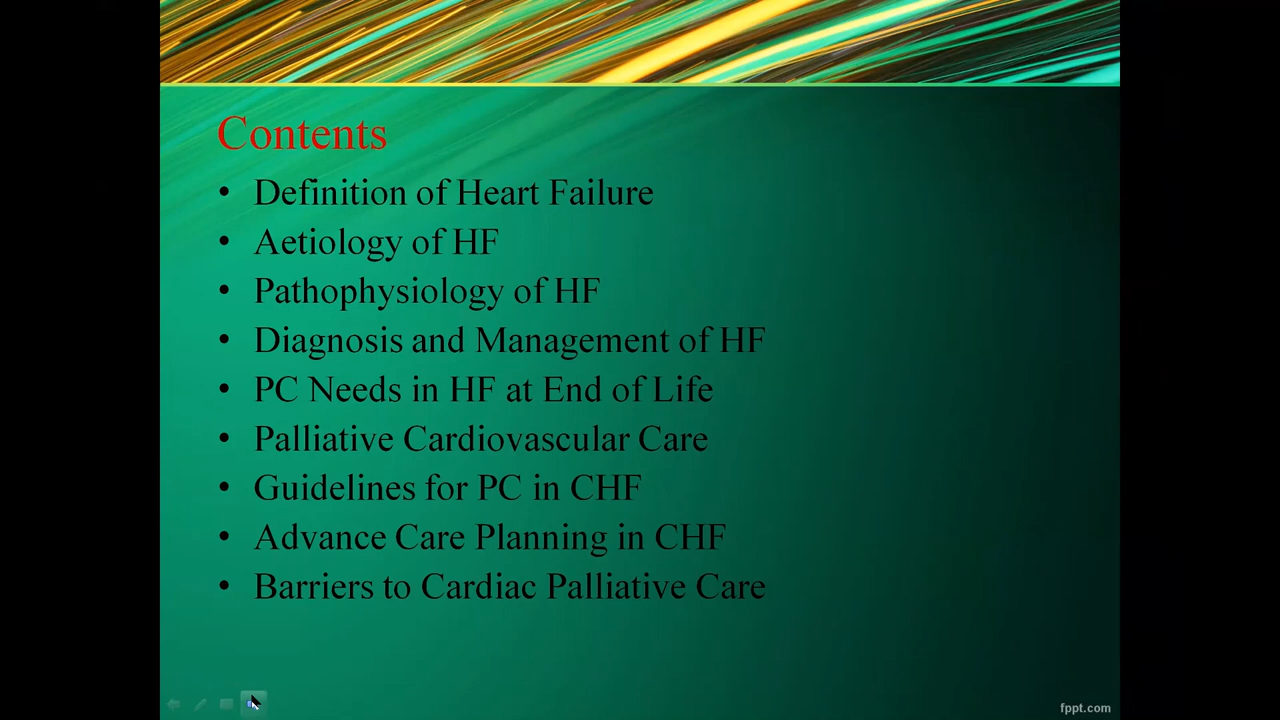 Contents
• Definition of Heart Failure
• Aetiology of HF
• Pathophysiology of HF
• Diagnosis and Management of HF
• PC Needs in HF at End of Life
• Palliative Cardiovascular Care
• Guidelines for PC in CHF
• Advance Care Planning in CHF
• Barriers to Cardiac Palliative Care
fppt.com